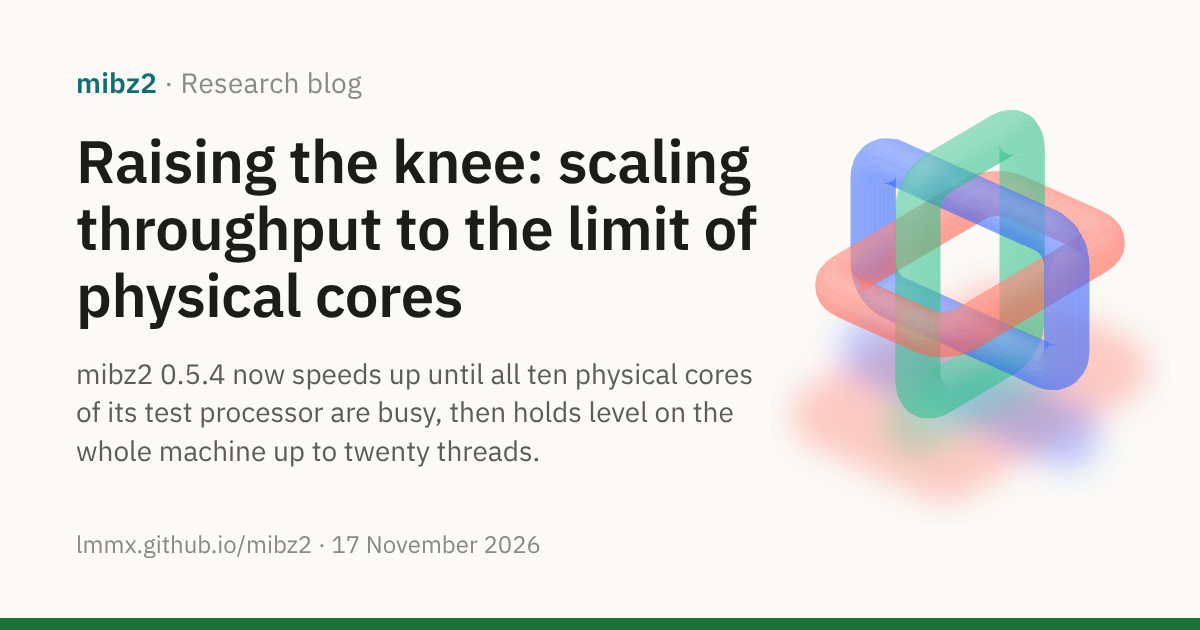 mibz2 · Research blog
Raising the knee: scaling
throughput to the limit of
physical cores
mibz2 0.5.4 now speeds up until all ten physical cores
of its test processor are busy, then holds level on the
whole machine up to twenty threads.
lmmx.github.io/mibz2 · 17 November 2026